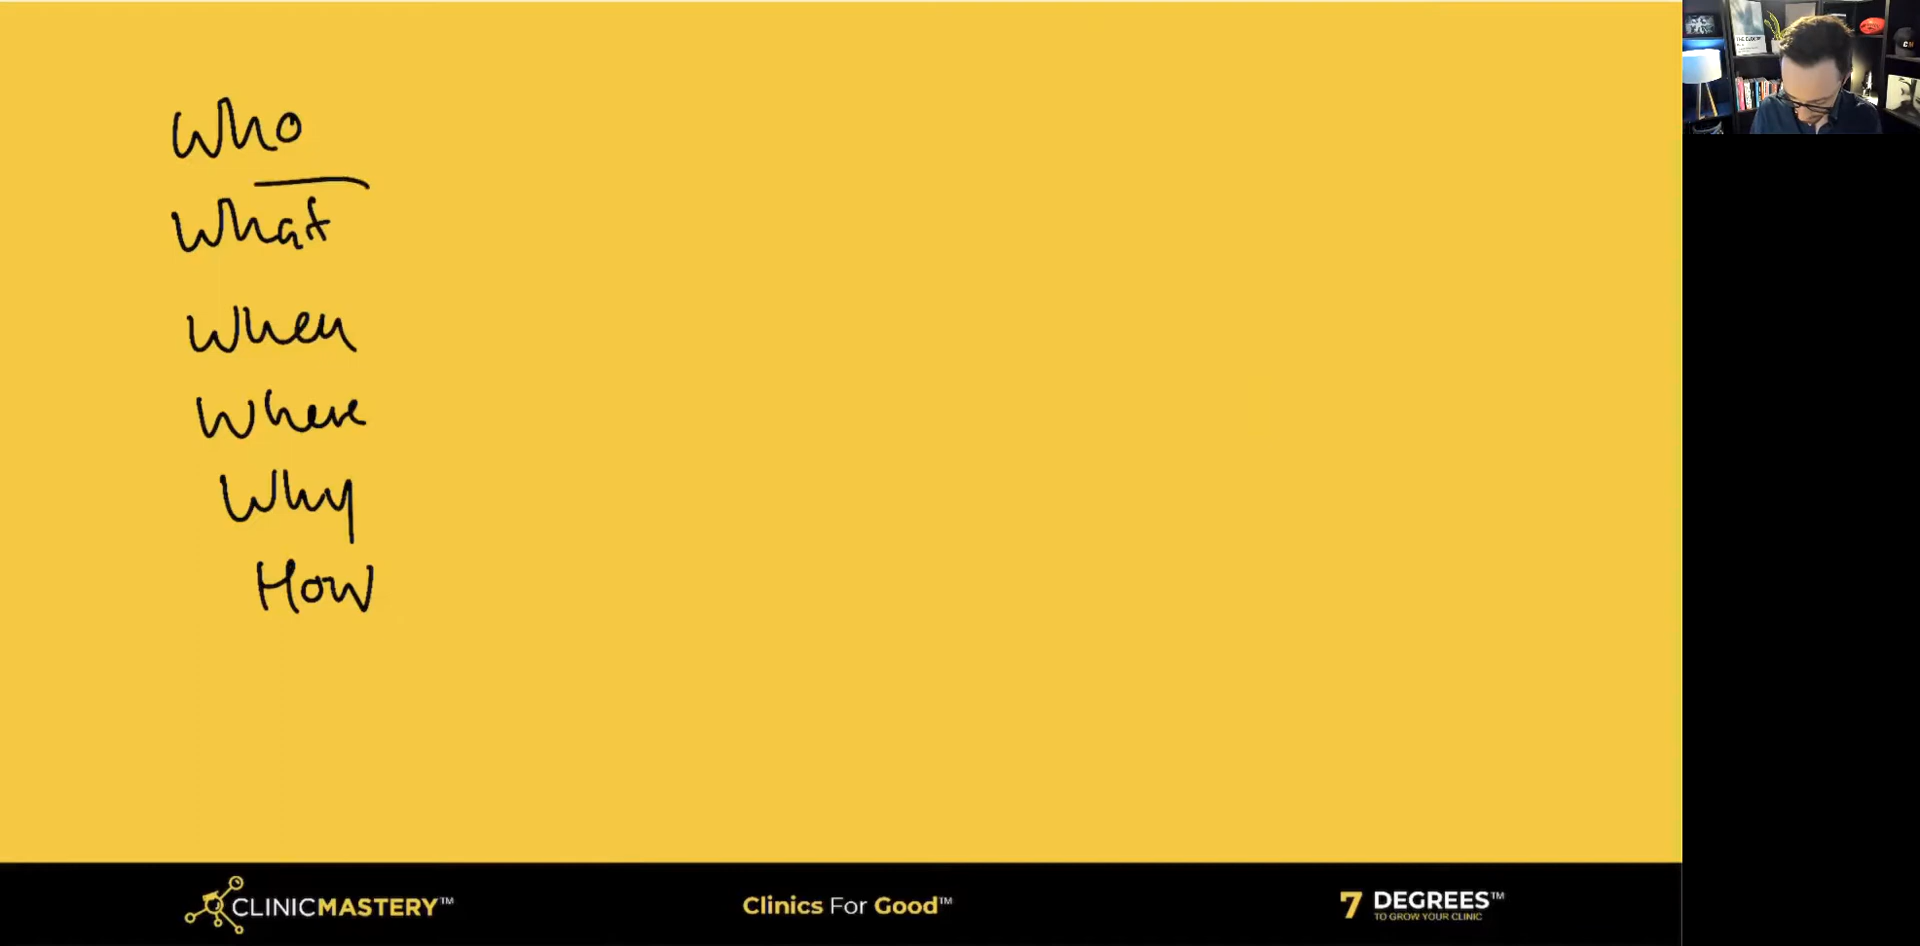 Who
What
When
Where
Why
How
CLINICMASTERY™
Clinics For Good™
7 DEGREES™
TO GROW YOUR CLINIC